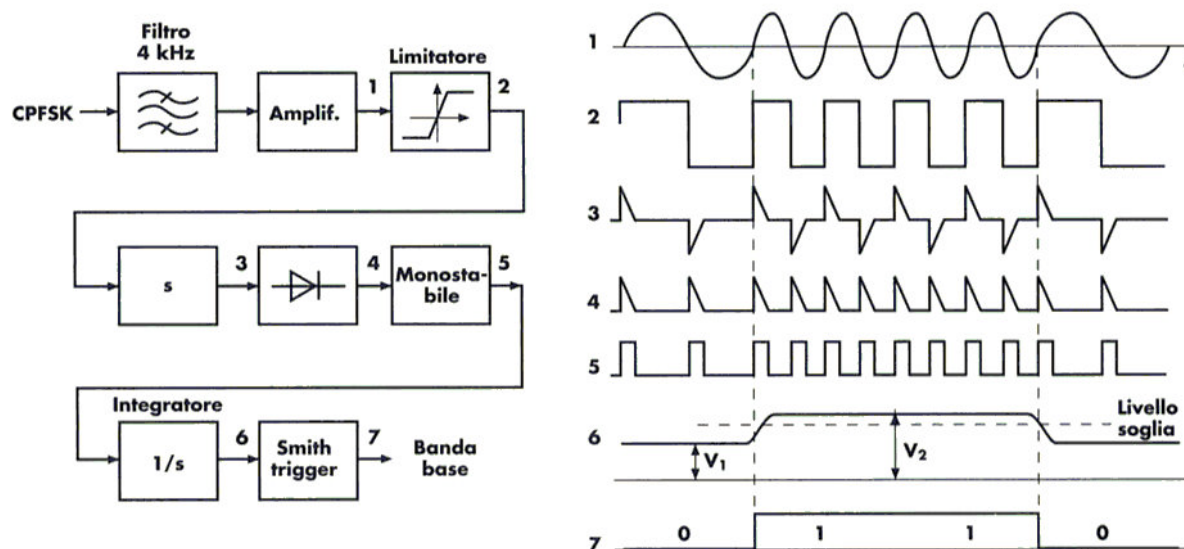 Filtro
4 kHz
CPFSK
Amplif.
1
Limitatore
2
s
3
4
Monosta-
bile
5
Integratore
1/s
6
Smith
trigger
7
Banda
base
1
2
3
4
5
6
V1
V2
Livello
soglia
7
0
1
1
0